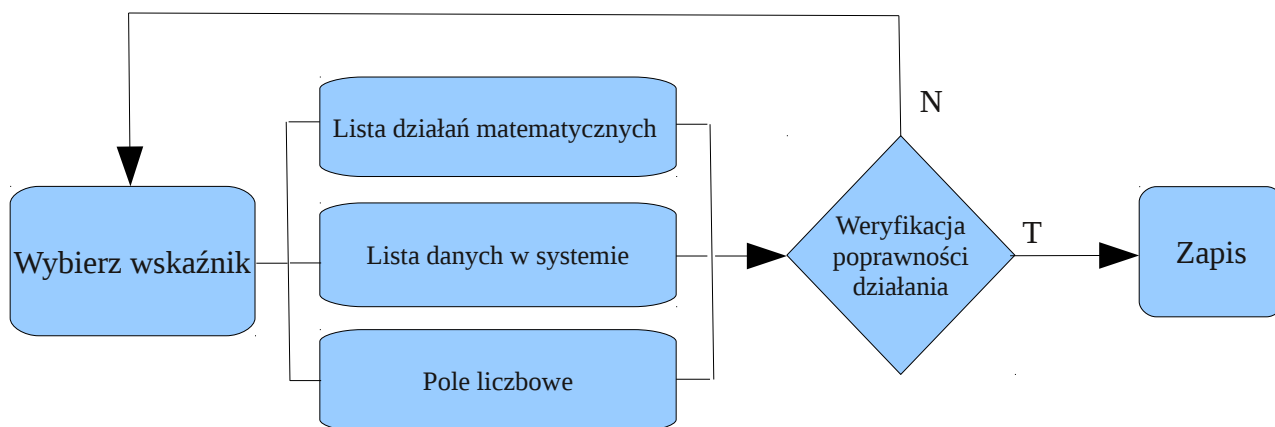 N
Lista działań matematycznych
Wybierz wskaźnik
Lista danych w systemie
Weryfikacja
poprawności
działania
T
Zapis
Pole liczbowe